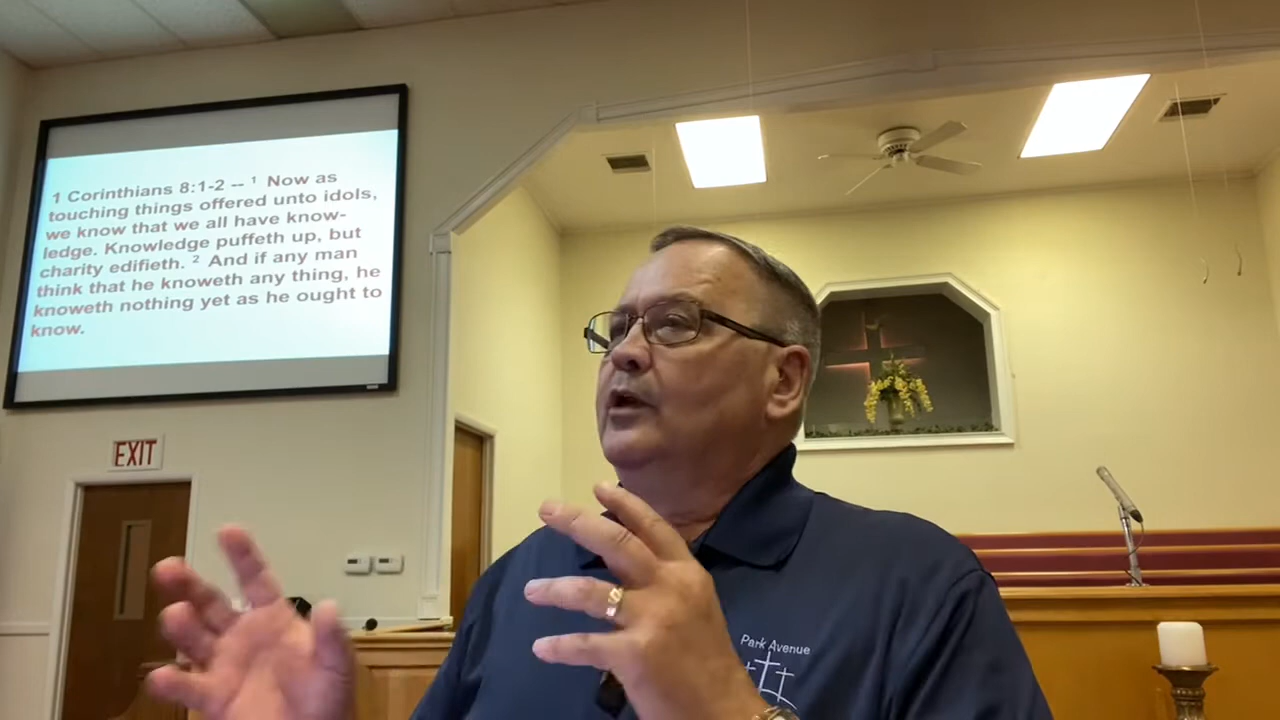 1 Corinthians 8:1-2 -- ¹ Now as
touching things offered unto idols,
we know that we all have know-
ledge. Knowledge puffeth up, but
charity edifieth. ² And if any man
think that he knoweth any thing, he
knoweth nothing yet as he ought to
know.
EXIT
Park Avenue